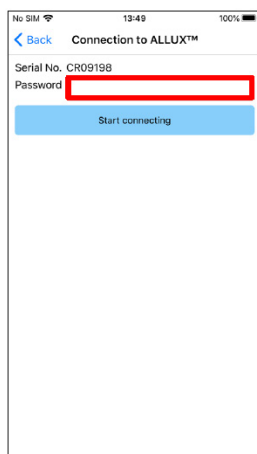 No SIM 13:49 100%
Back Connection to ALLUX™
Serial No. CR09198
Password
Start connecting